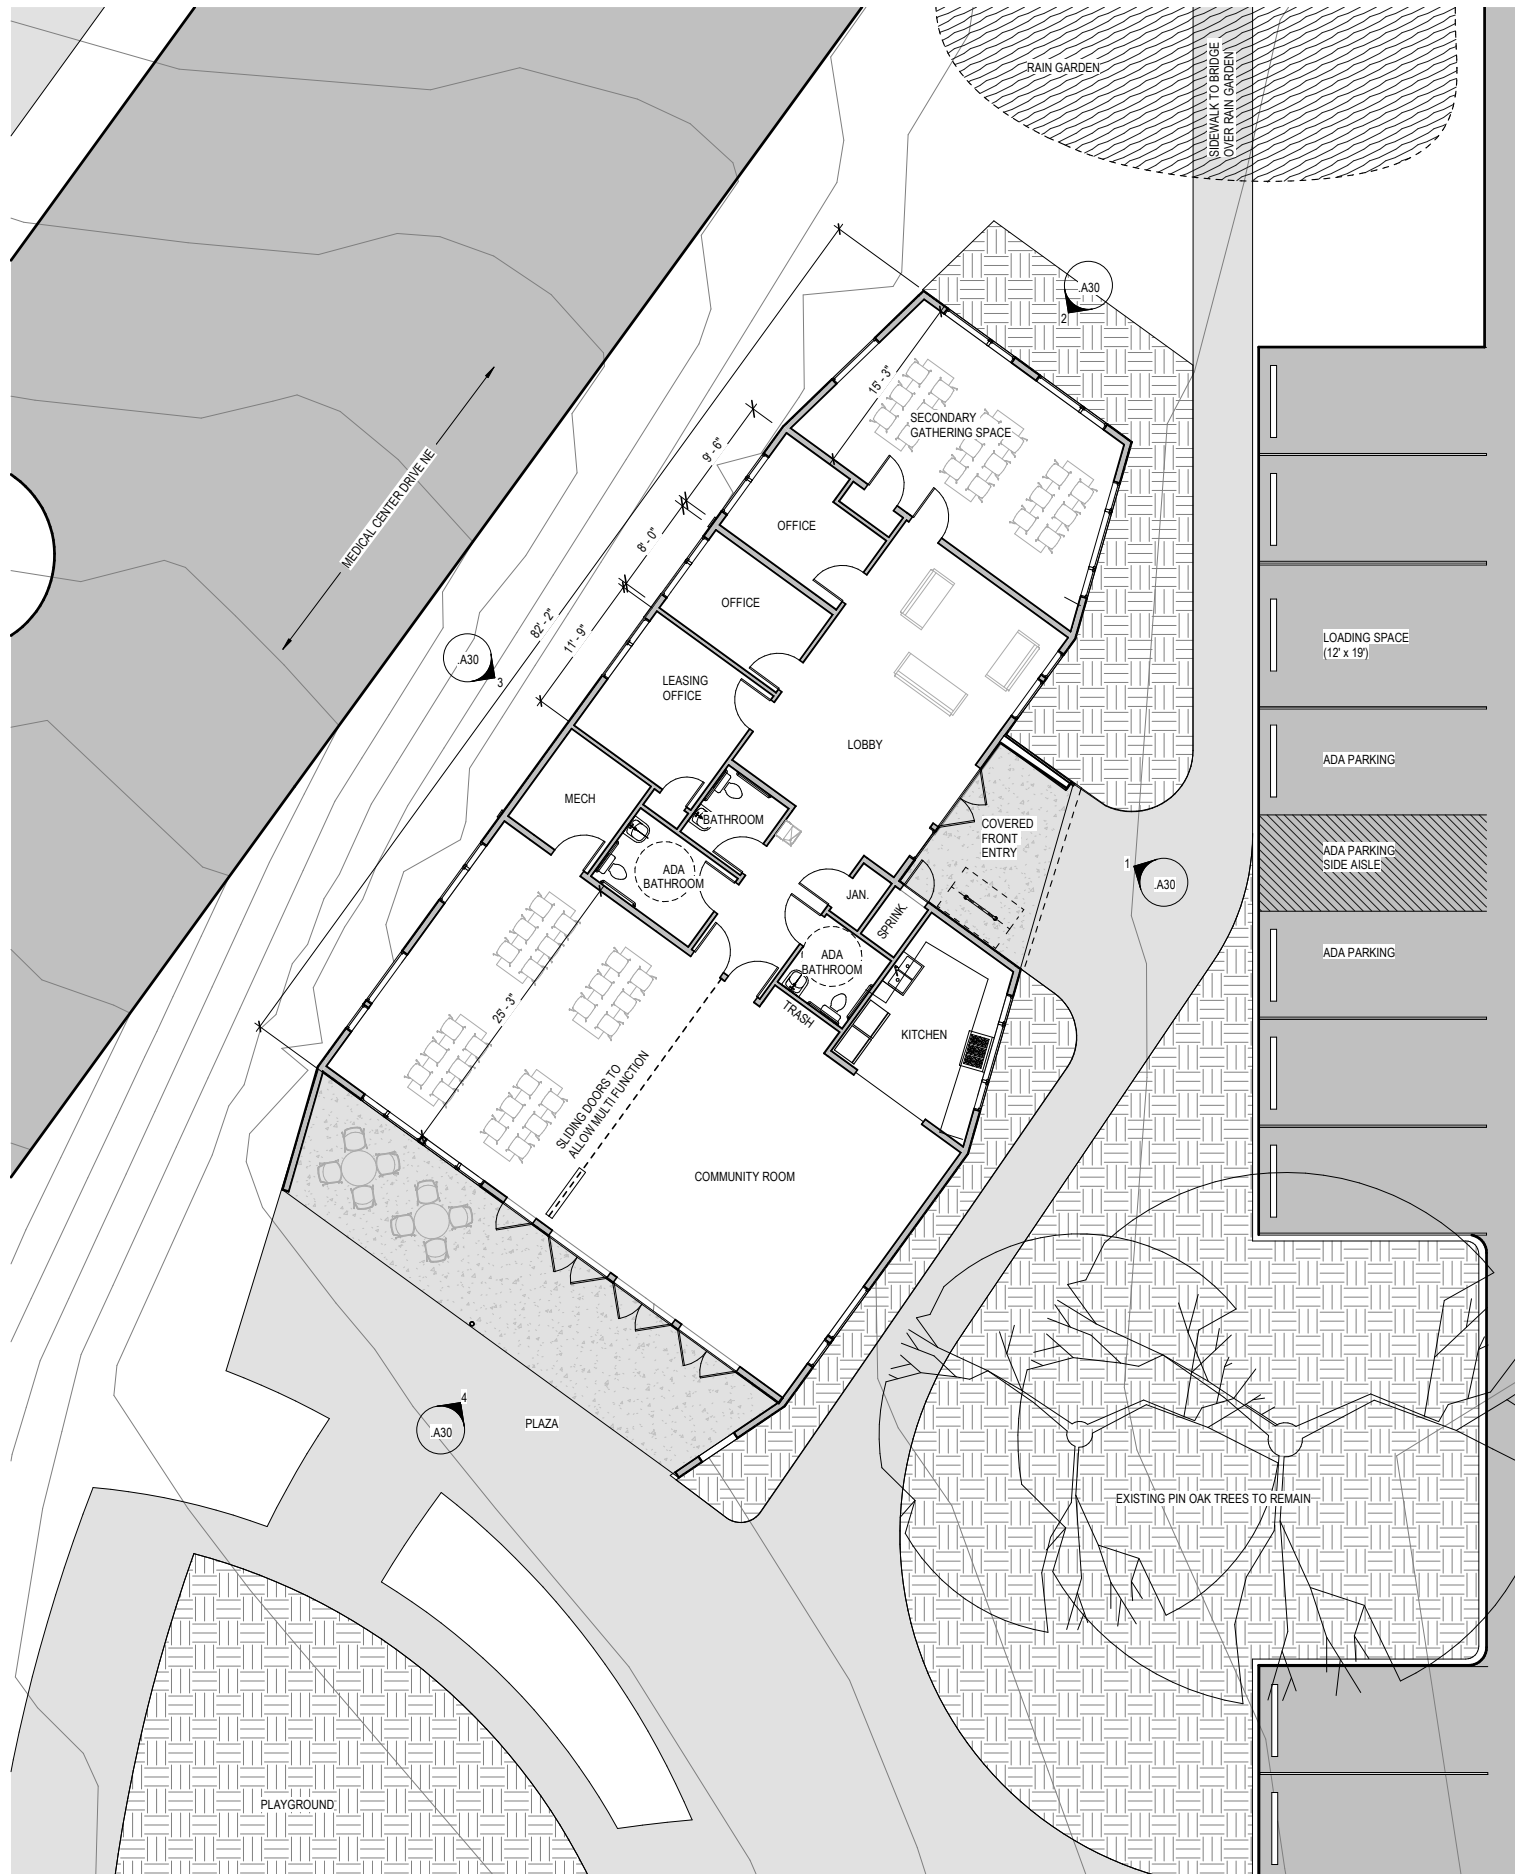 RAIN GARDEN
SIDEWALK TO BRIDGE
OVER RAIN GARDEN
.A30
2
15' - 3"
SECONDARY
GATHERING SPACE
9' - 6"
MEDICAL CENTER DRIVE NE
OFFICE
8' - 0"
OFFICE
82' - 2"
11' - 9"
.A30
3
LOADING SPACE
(12' x 19')
LEASING
OFFICE
LOBBY
ADA PARKING
MECH
BATHROOM
COVERED
FRONT
ENTRY
ADA PARKING
SIDE AISLE
1
.A30
ADA
BATHROOM
JAN.
SPRINK.
ADA PARKING
ADA
BATHROOM
TRASH
KITCHEN
25' - 3"
SLIDING DOORS TO
ALLOW MULTI FUNCTION
COMMUNITY ROOM
4
.A30
PLAZA
EXISTING PIN OAK TREES TO REMAIN
PLAYGROUND